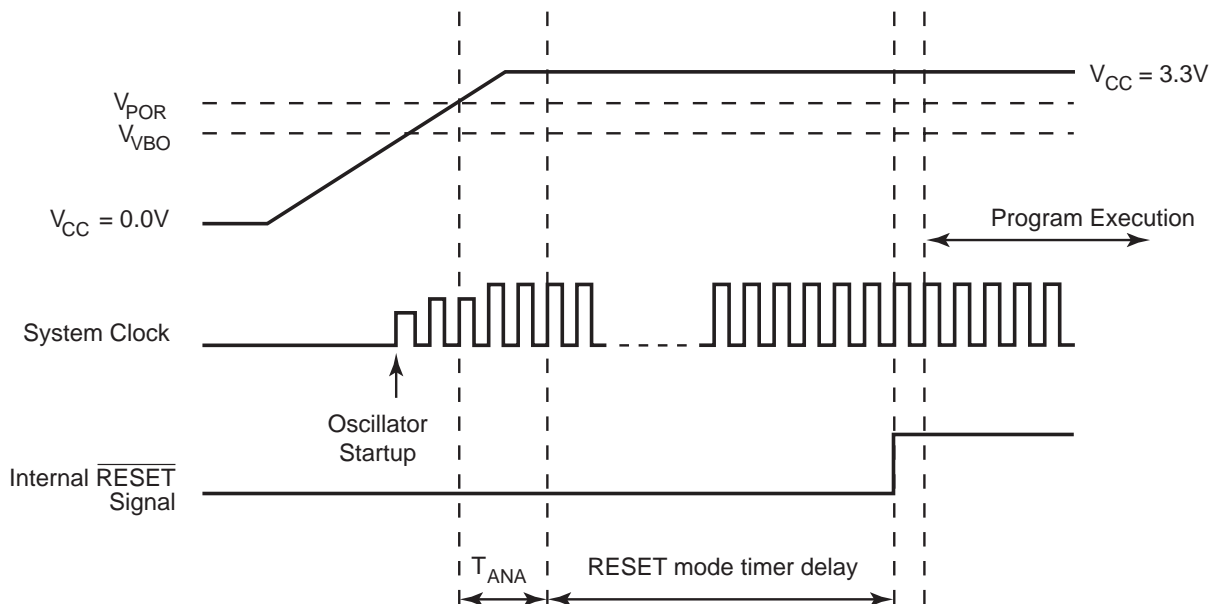 V_CC = 3.3V
V_POR
V_VBO
V_CC = 0.0V
Program Execution
System Clock
Oscillator
Startup
Internal R̅E̅S̅E̅T̅
Signal
T_ANA
RESET mode timer delay